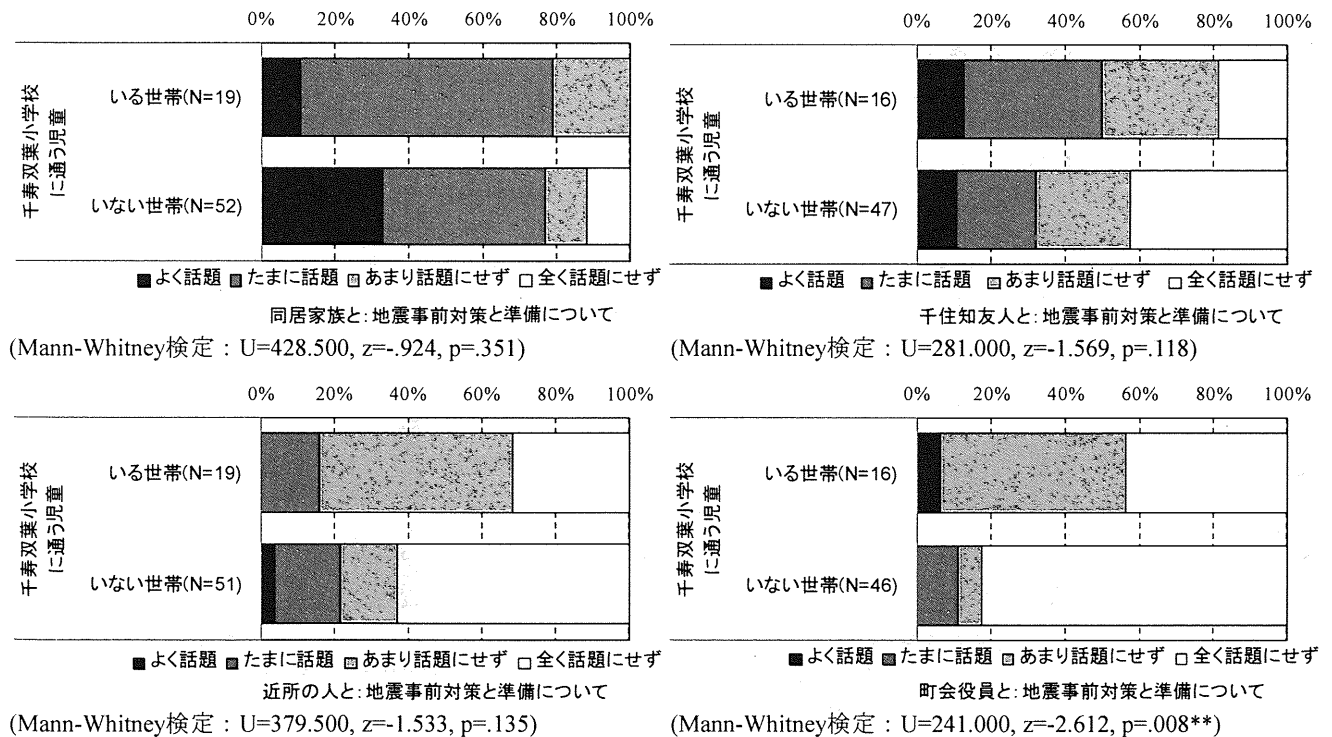 0% 20% 40% 60% 80% 100%
千寿双葉小学校
に通う児童
いる世帯(N=19)
いない世帯(N=52)
■よく話題 ■たまに話題 □あまり話題にせず □全く話題にせず
同居家族と:地震事前対策と準備について
(Mann-Whitney検定：U=428.500, z=-.924, p=.351)
0% 20% 40% 60% 80% 100%
千寿双葉小学校
に通う児童
いる世帯(N=16)
いない世帯(N=47)
■よく話題 ■たまに話題 □あまり話題にせず □全く話題にせず
千住知友人と:地震事前対策と準備について
(Mann-Whitney検定：U=281.000, z=-1.569, p=.118)
0% 20% 40% 60% 80% 100%
千寿双葉小学校
に通う児童
いる世帯(N=19)
いない世帯(N=51)
■よく話題 ■たまに話題 □あまり話題にせず □全く話題にせず
近所の人と:地震事前対策と準備について
(Mann-Whitney検定：U=379.500, z=-1.533, p=.135)
0% 20% 40% 60% 80% 100%
千寿双葉小学校
に通う児童
いる世帯(N=16)
いない世帯(N=46)
■よく話題 ■たまに話題 □あまり話題にせず □全く話題にせず
町会役員と:地震事前対策と準備について
(Mann-Whitney検定：U=241.000, z=-2.612, p=.008**)